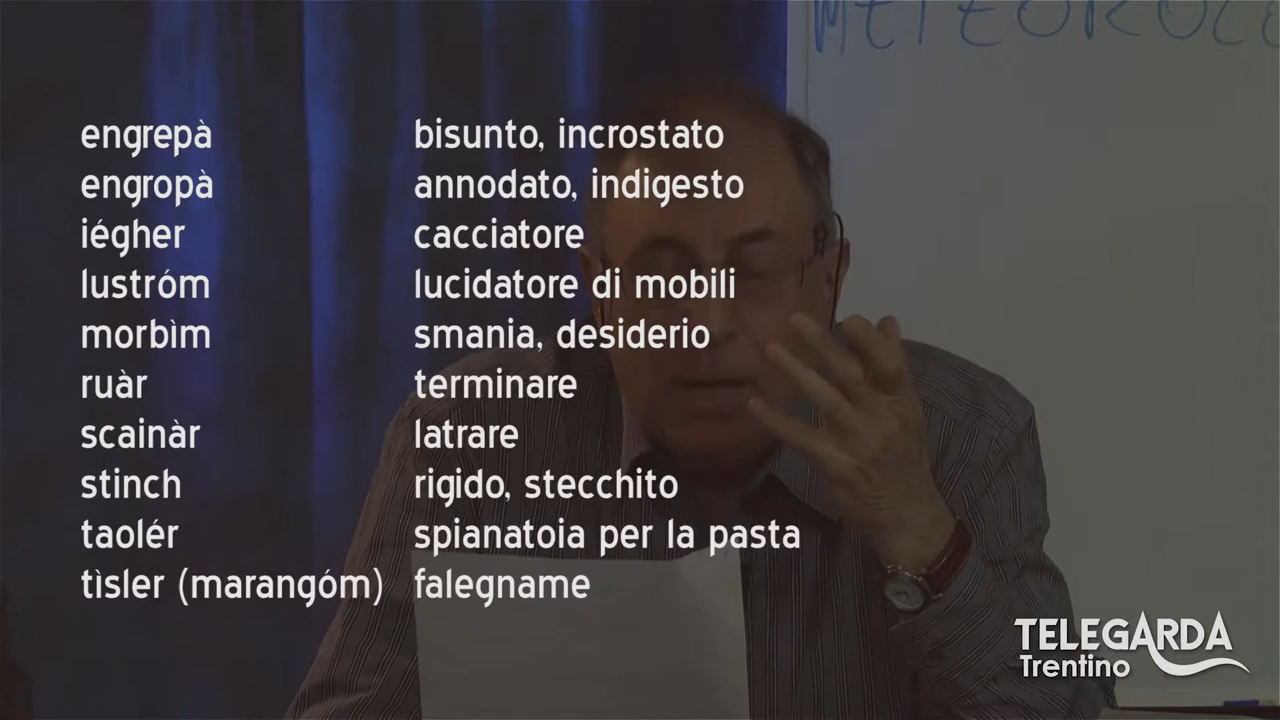 METEOROLO
engrepà bisunto, incrostato
engropà annodato, indigesto
iégher cacciatore
lustróm lucidatore di mobili
morbìm smania, desiderio
ruàr terminare
scainàr latrare
stinch rigido, stecchito
taolér spianatoia per la pasta
tìsler (marangóm) falegname
TELEGARDA
Trentino